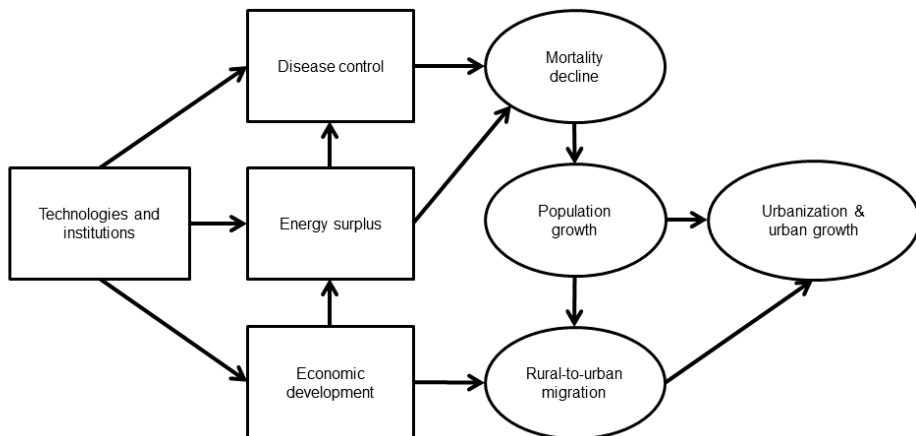 Disease control
Mortality
decline
Technologies and
institutions
Energy surplus
Population
growth
Urbanization &
urban growth
Economic
development
Rural-to-urban
migration